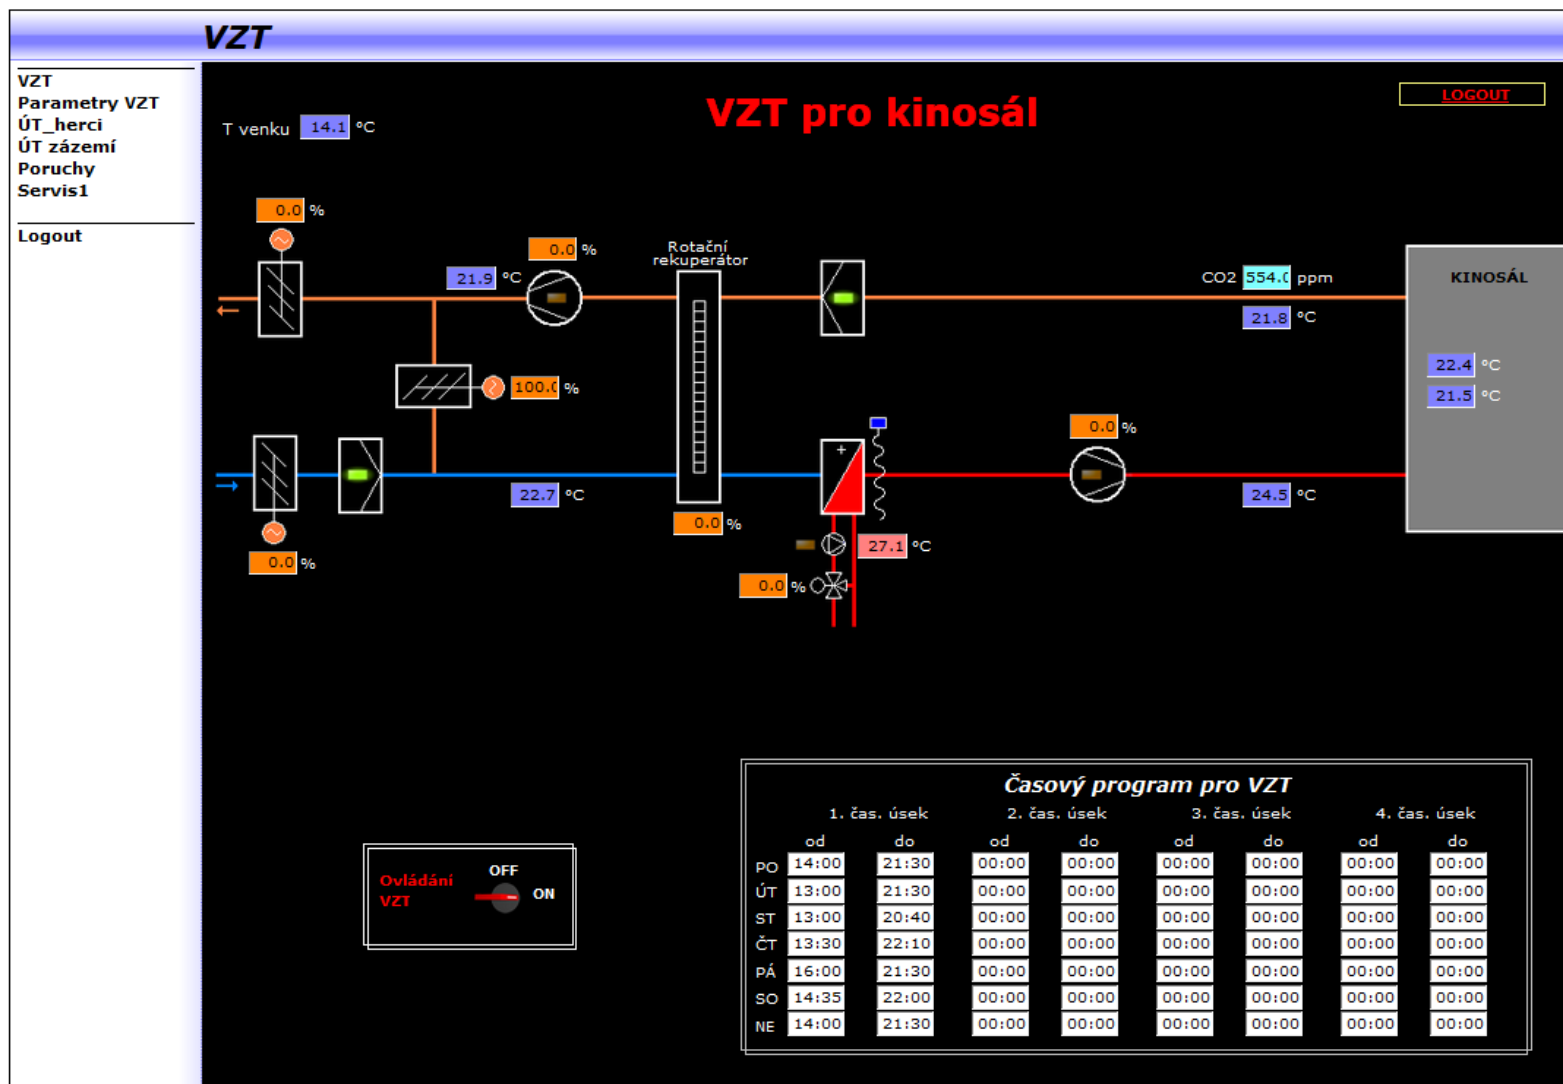 VZT
VZT
Parametry VZT
ÚT_herci
ÚT zázemí
Poruchy
Servis1
Logout
VZT pro kinosál
LOGOUT
T venku 14.1 °C
0.0 %
0.0 %
21.9 °C
Rotační
rekuperátor
CO2 554.0 ppm
21.8 °C
KINOSÁL
22.4 °C
21.5 °C
100.0 %
0.0 %
+
22.7 °C
24.5 °C
0.0 %
0.0 %
27.1 °C
0.0 %
Časový program pro VZT
1. čas. úsek 2. čas. úsek 3. čas. úsek 4. čas. úsek
od do od do od do od do
PO 14:00 21:30 00:00 00:00 00:00 00:00 00:00 00:00
ÚT 13:00 21:30 00:00 00:00 00:00 00:00 00:00 00:00
ST 13:00 20:40 00:00 00:00 00:00 00:00 00:00 00:00
ČT 13:30 22:10 00:00 00:00 00:00 00:00 00:00 00:00
PÁ 16:00 21:30 00:00 00:00 00:00 00:00 00:00 00:00
SO 14:35 22:00 00:00 00:00 00:00 00:00 00:00 00:00
NE 14:00 21:30 00:00 00:00 00:00 00:00 00:00 00:00
Ovládání
VZT
OFF
ON